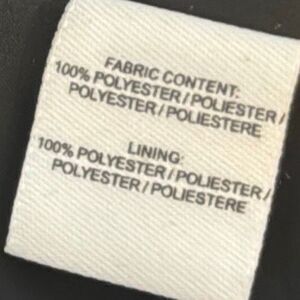 FABRIC CONTENT:
100% POLYESTER / POLIESTER /
POLYESTER / POLIESTERE
LINING:
100% POLYESTER / POLIESTER /
POLYESTER / POLIESTERE